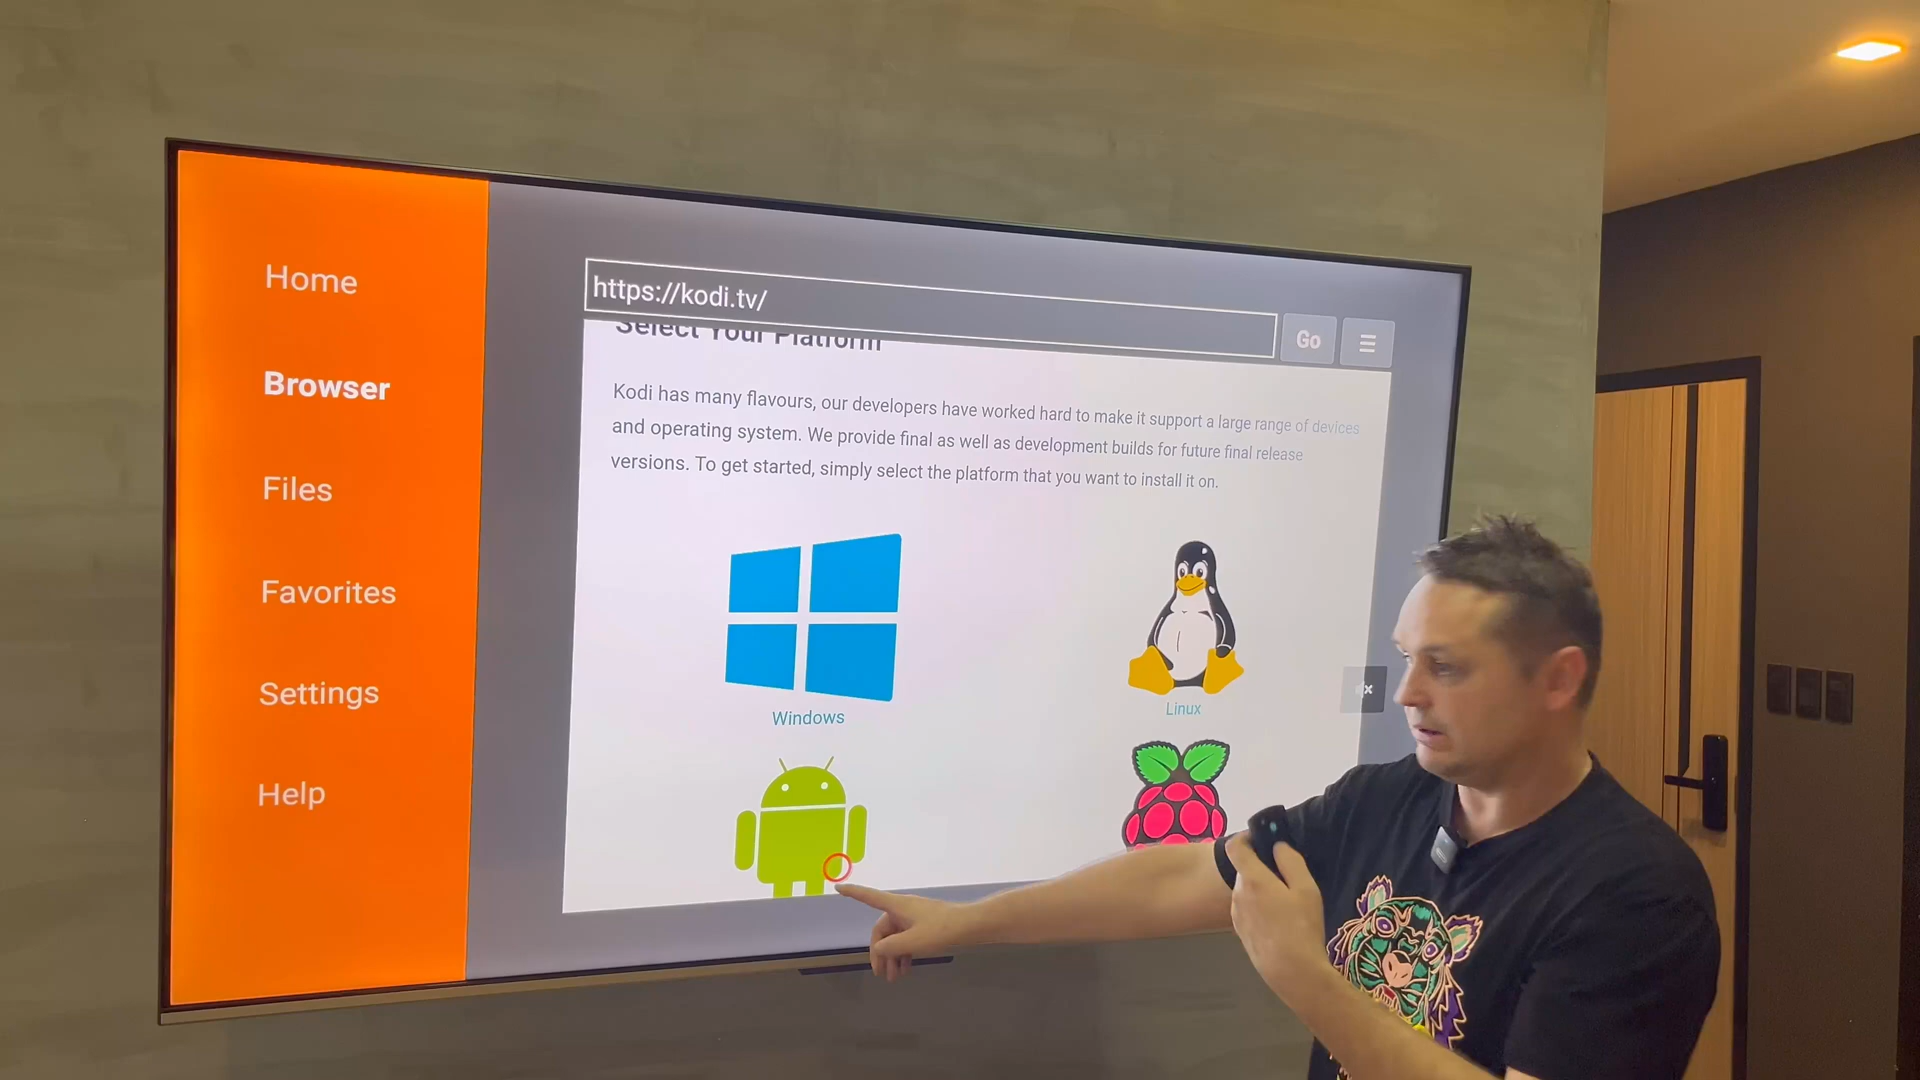 Home
Browser
Files
Favorites
Settings
Help
https://kodi.tv/
Go
Select Your Platform
Kodi has many flavours, our developers have worked hard to make it support a large range of devices
and operating system. We provide final as well as development builds for future final release
versions. To get started, simply select the platform that you want to install it on.
Windows
Linux